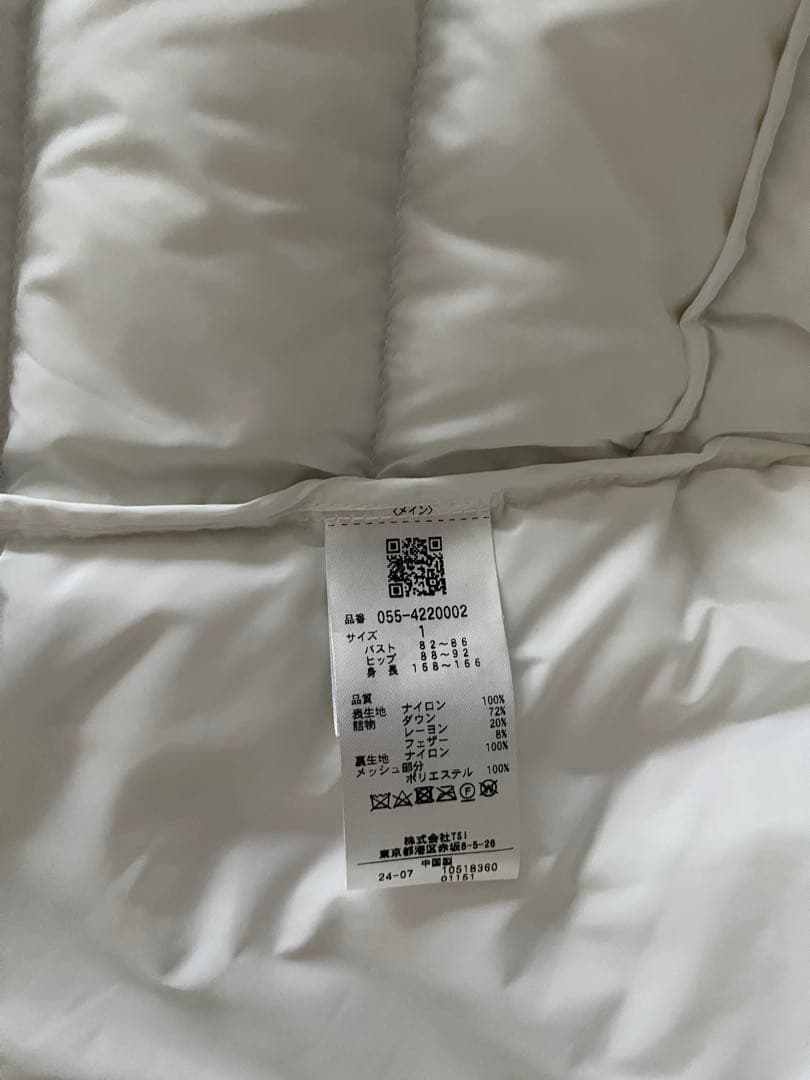 〈メイン〉
品番 055-4220002
サイズ 1
バスト 82～86
ヒップ 88～92
身長 158～166
品質
表生地 ナイロン 100%
詰物 ダウン 72%
レーヨン 20%
フェザー 8%
裏生地 ナイロン 100%
メッシュ部分
ポリエステル 100%
株式会社TSI
東京都港区赤坂8-5-26
中国製
24-07 10518360
01151